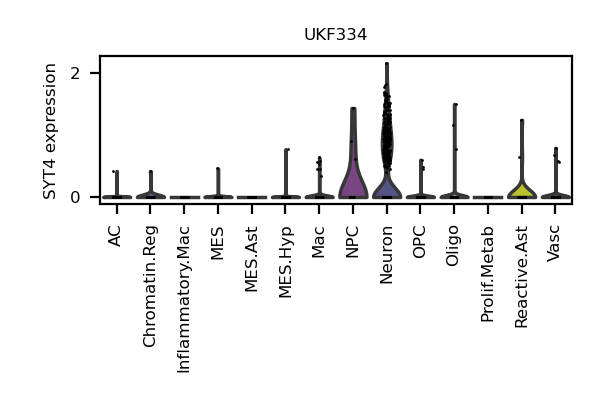 UKF334
SYT4 expression
2
0
AC
Chromatin.Reg
Inflammatory.Mac
MES
MES.Ast
MES.Hyp
Mac
NPC
Neuron
OPC
Oligo
Prolif.Metab
Reactive.Ast
Vasc